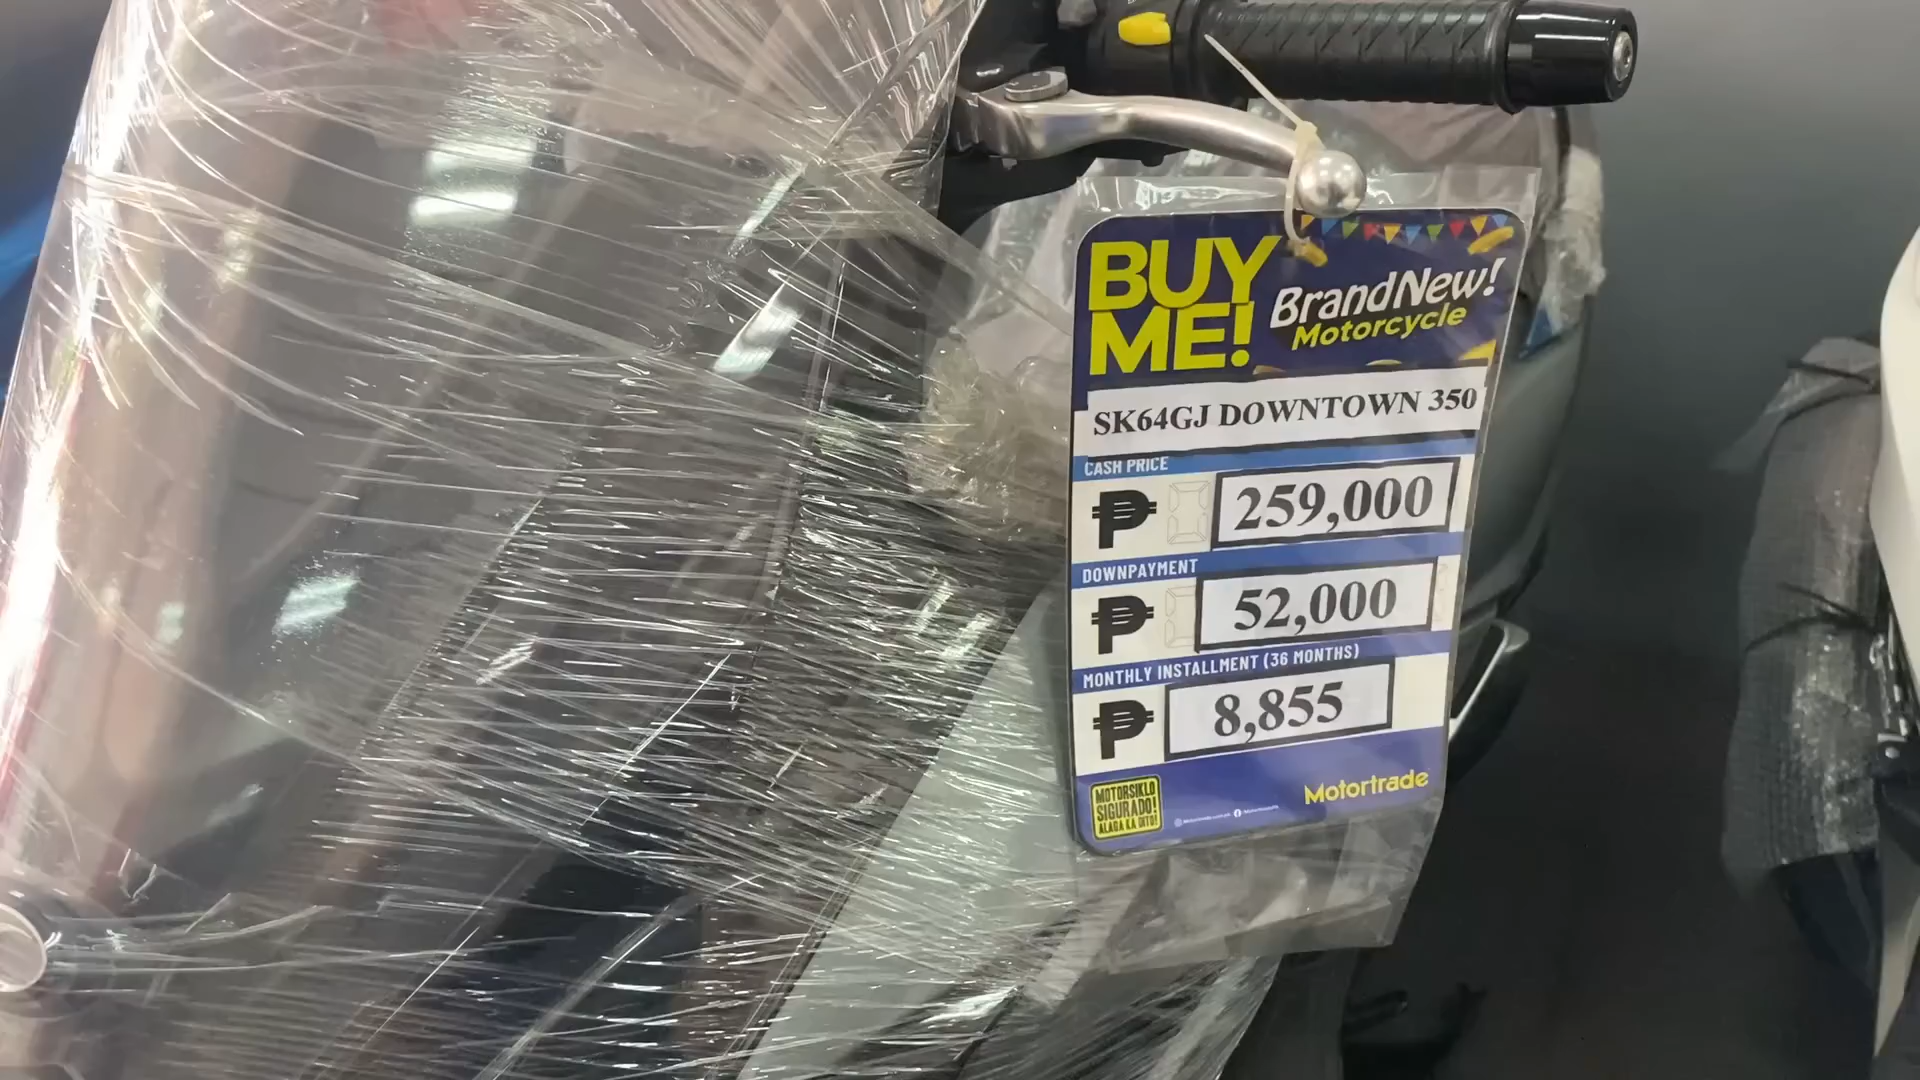 BUY
ME!
BrandNew!
Motorcycle
SK64GJ DOWNTOWN 350
CASH PRICE
₱ 259,000
DOWNPAYMENT
₱ 52,000
MONTHLY INSTALLMENT (36 MONTHS)
₱ 8,855
MOTORSIKLO
SIGURADO!
ALAGA KA DITO!
Motortrade